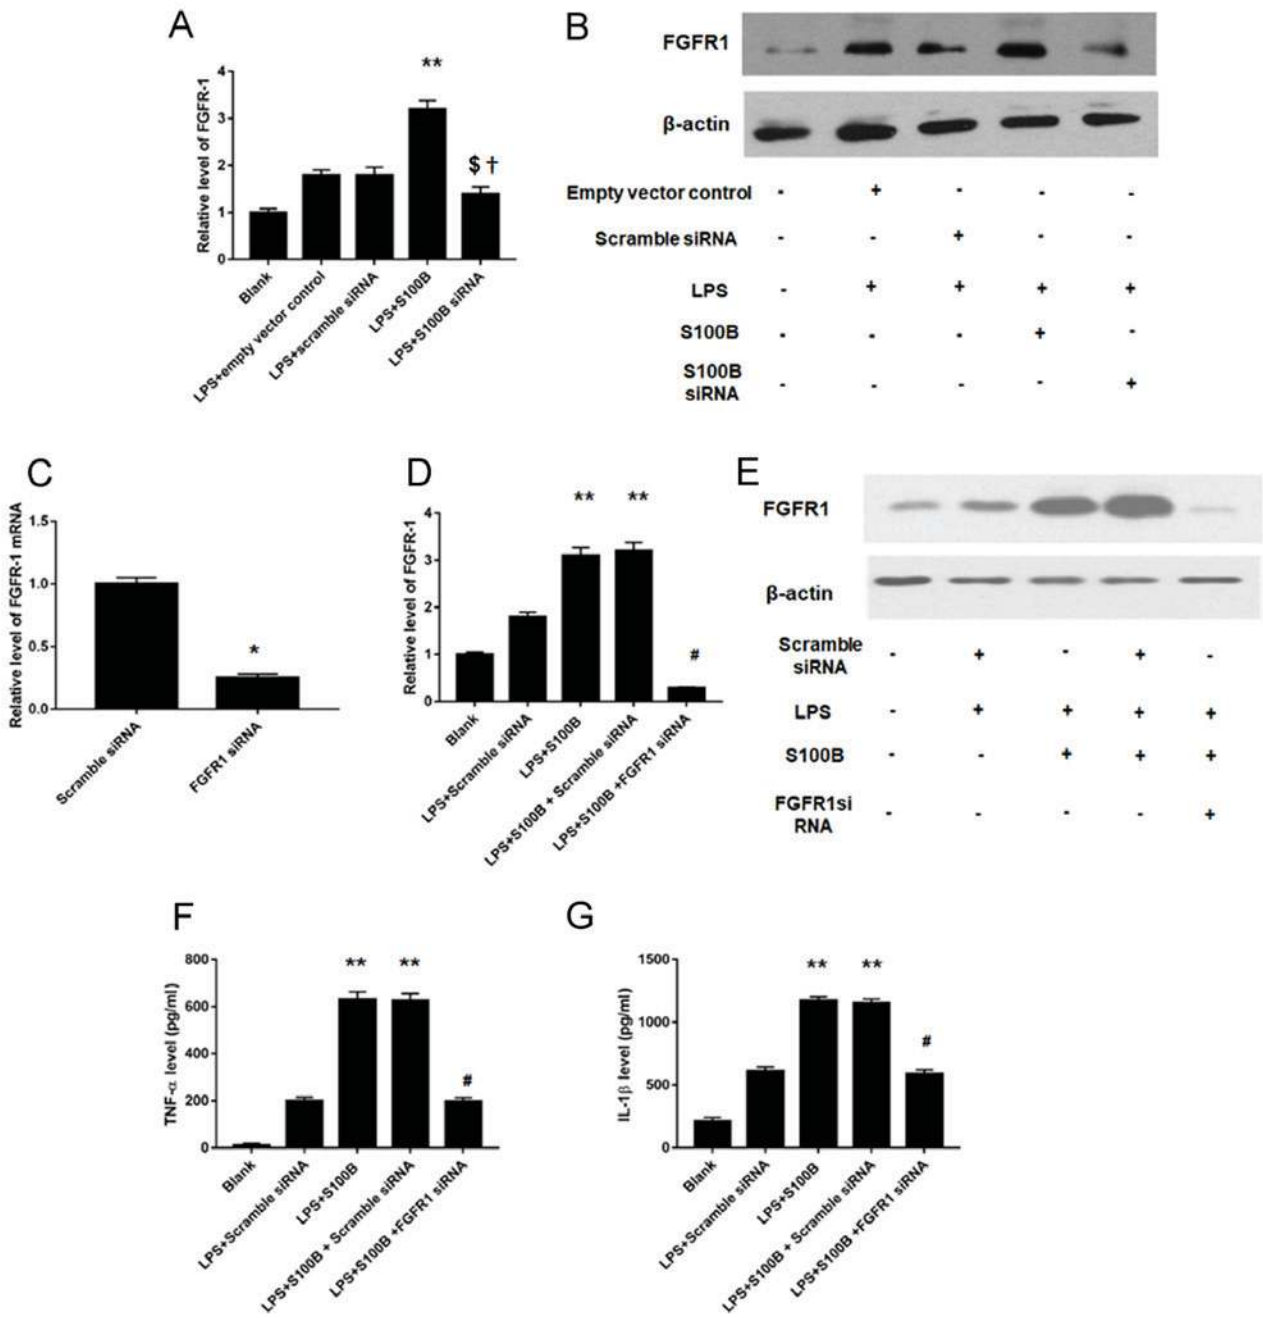 A
Relative level of FGFR-1
4
3
2
1
0
**
$ †
Blank
LPS+empty vector control
LPS+scramble siRNA
LPS+S100B
LPS+S100B siRNA
B
FGFR1
β-actin
Empty vector control - + - - -
Scramble siRNA - - + - -
LPS - + + + +
S100B - - - + -
S100B
siRNA - - - - +
C
Relative level of FGFR-1 mRNA
1.5
1.0
0.5
0.0
*
Scramble siRNA
FGFR1 siRNA
D
Relative level of FGFR-1
4
3
2
1
0
** **
#
Blank
LPS+Scramble siRNA
LPS+S100B
LPS+S100B + Scramble siRNA
LPS+S100B +FGFR1 siRNA
E
FGFR1
β-actin
Scramble
siRNA - + - + -
LPS - + + + +
S100B - - + + +
FGFR1si
RNA - - - - +
F
TNF-α level (pg/ml)
800
600
400
200
0
** **
#
Blank
LPS+Scramble siRNA
LPS+S100B
LPS+S100B + Scramble siRNA
LPS+S100B +FGFR1 siRNA
G
IL-1β level (pg/ml)
1500
1000
500
0
** **
#
Blank
LPS+Scramble siRNA
LPS+S100B
LPS+S100B + Scramble siRNA
LPS+S100B +FGFR1 siRNA